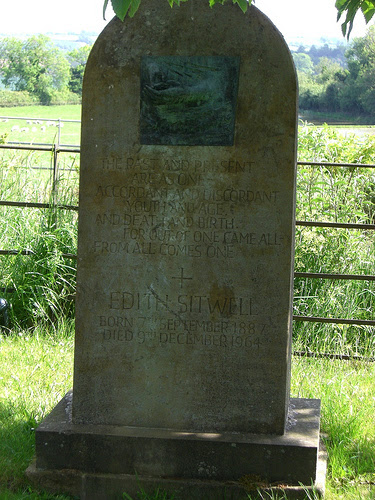 THE PAST AND PRESENT
ARE AS ONE
ACCORDANT AND DISCORDANT
YOUTH AND AGE
AND DEATH AND BIRTH
FOR OUT OF ONE CAME ALL
FROM ALL COMES ONE
EDITH SITWELL
BORN 7TH SEPTEMBER 1887
DIED 9TH DECEMBER 1964